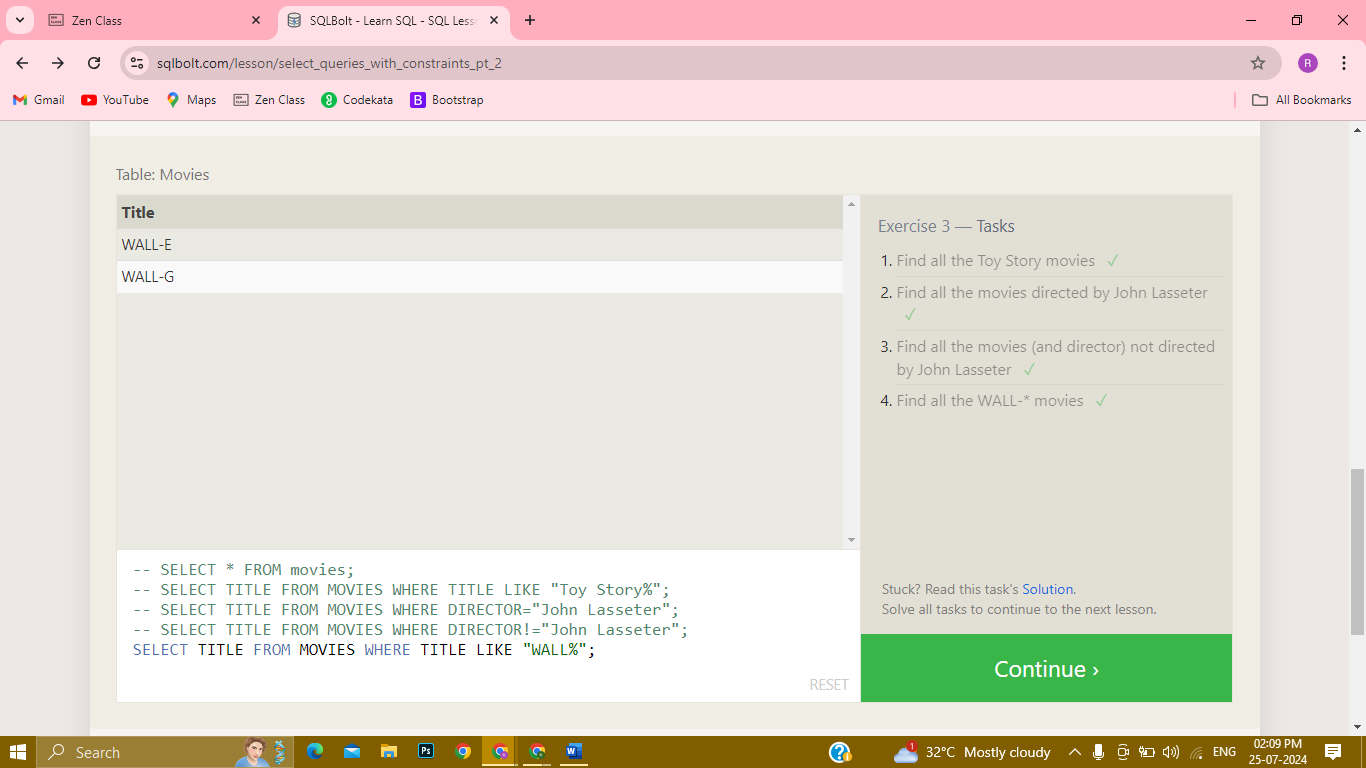 Zen Class
SQLBolt - Learn SQL - SQL Less
sqlbolt.com/lesson/select_queries_with_constraints_pt_2
R
Gmail
YouTube
Maps
Zen Class
Codekata
B Bootstrap
All Bookmarks
Table: Movies
Title
WALL-E
WALL-G
Exercise 3 — Tasks
1. Find all the Toy Story movies ✓
2. Find all the movies directed by John Lasseter
✓
3. Find all the movies (and director) not directed
by John Lasseter ✓
4. Find all the WALL-* movies ✓
-- SELECT * FROM movies;
-- SELECT TITLE FROM MOVIES WHERE TITLE LIKE "Toy Story%";
-- SELECT TITLE FROM MOVIES WHERE DIRECTOR="John Lasseter";
-- SELECT TITLE FROM MOVIES WHERE DIRECTOR!="John Lasseter";
SELECT TITLE FROM MOVIES WHERE TITLE LIKE "WALL%";
RESET
Stuck? Read this task's Solution.
Solve all tasks to continue to the next lesson.
Continue ›
Search
Ps
W
1
32°C Mostly cloudy
ENG
02:09 PM
25-07-2024